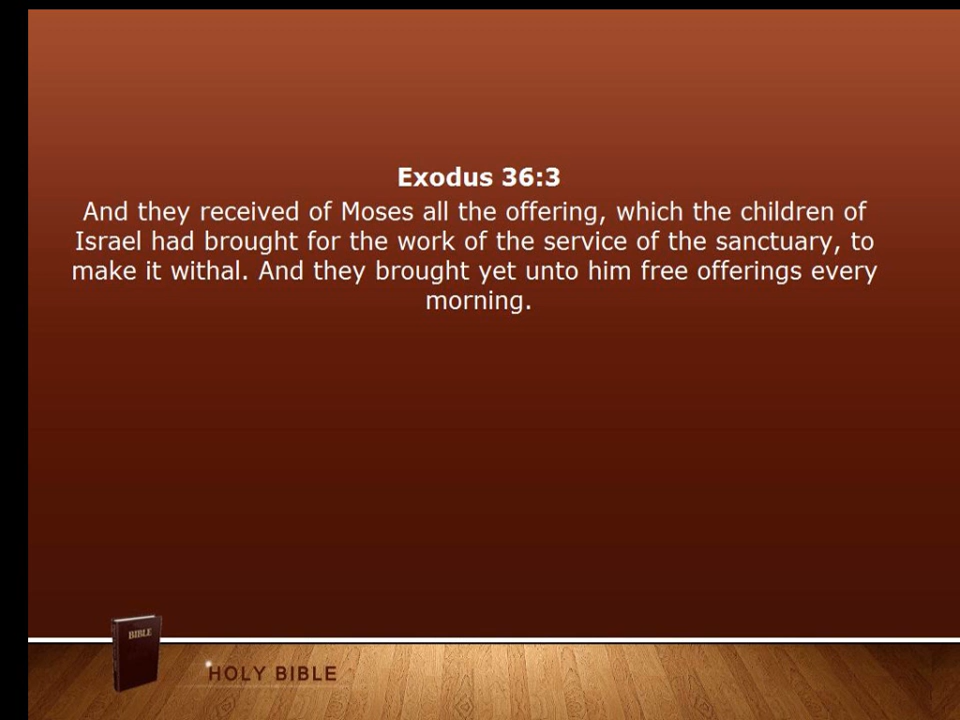 Exodus 36:3
And they received of Moses all the offering, which the children of
Israel had brought for the work of the service of the sanctuary, to
make it withal. And they brought yet unto him free offerings every
morning.
BIBLE
HOLY BIBLE